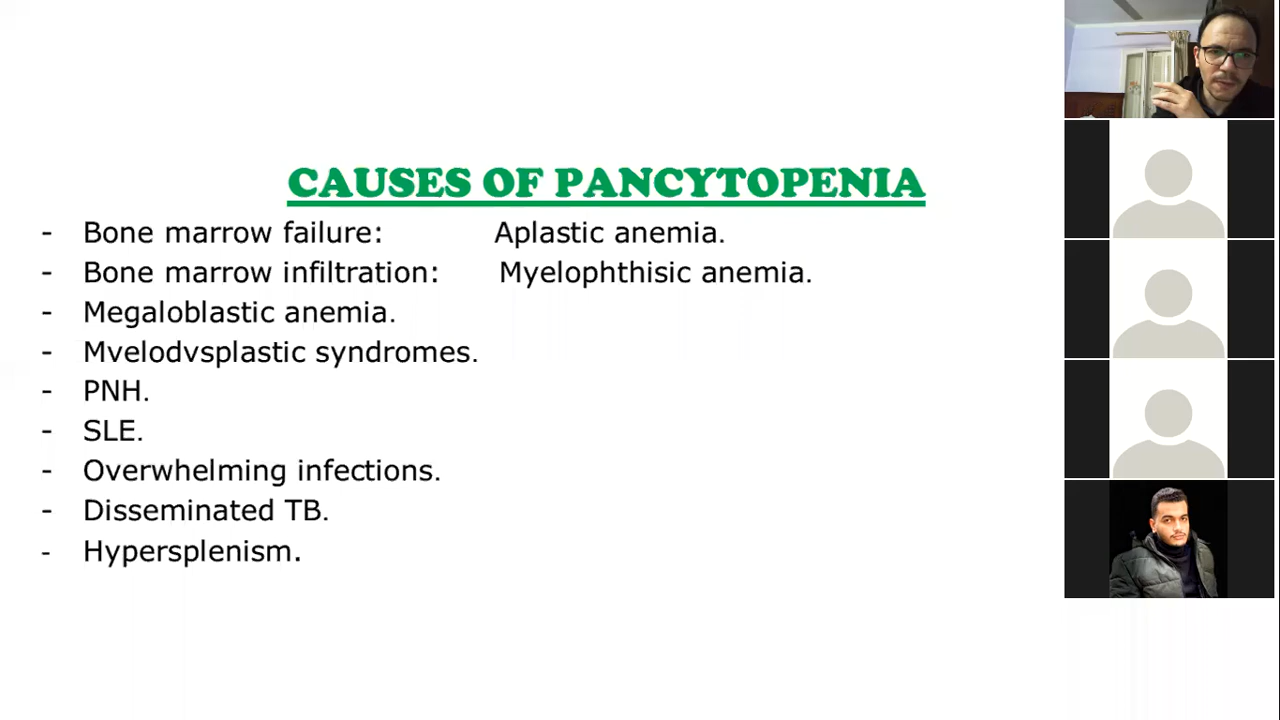 CAUSES OF PANCYTOPENIA
- Bone marrow failure: Aplastic anemia.
- Bone marrow infiltration: Myelophthisic anemia.
- Megaloblastic anemia.
- Mvelodvsplastic syndromes.
- PNH.
- SLE.
- Overwhelming infections.
- Disseminated TB.
- Hypersplenism.